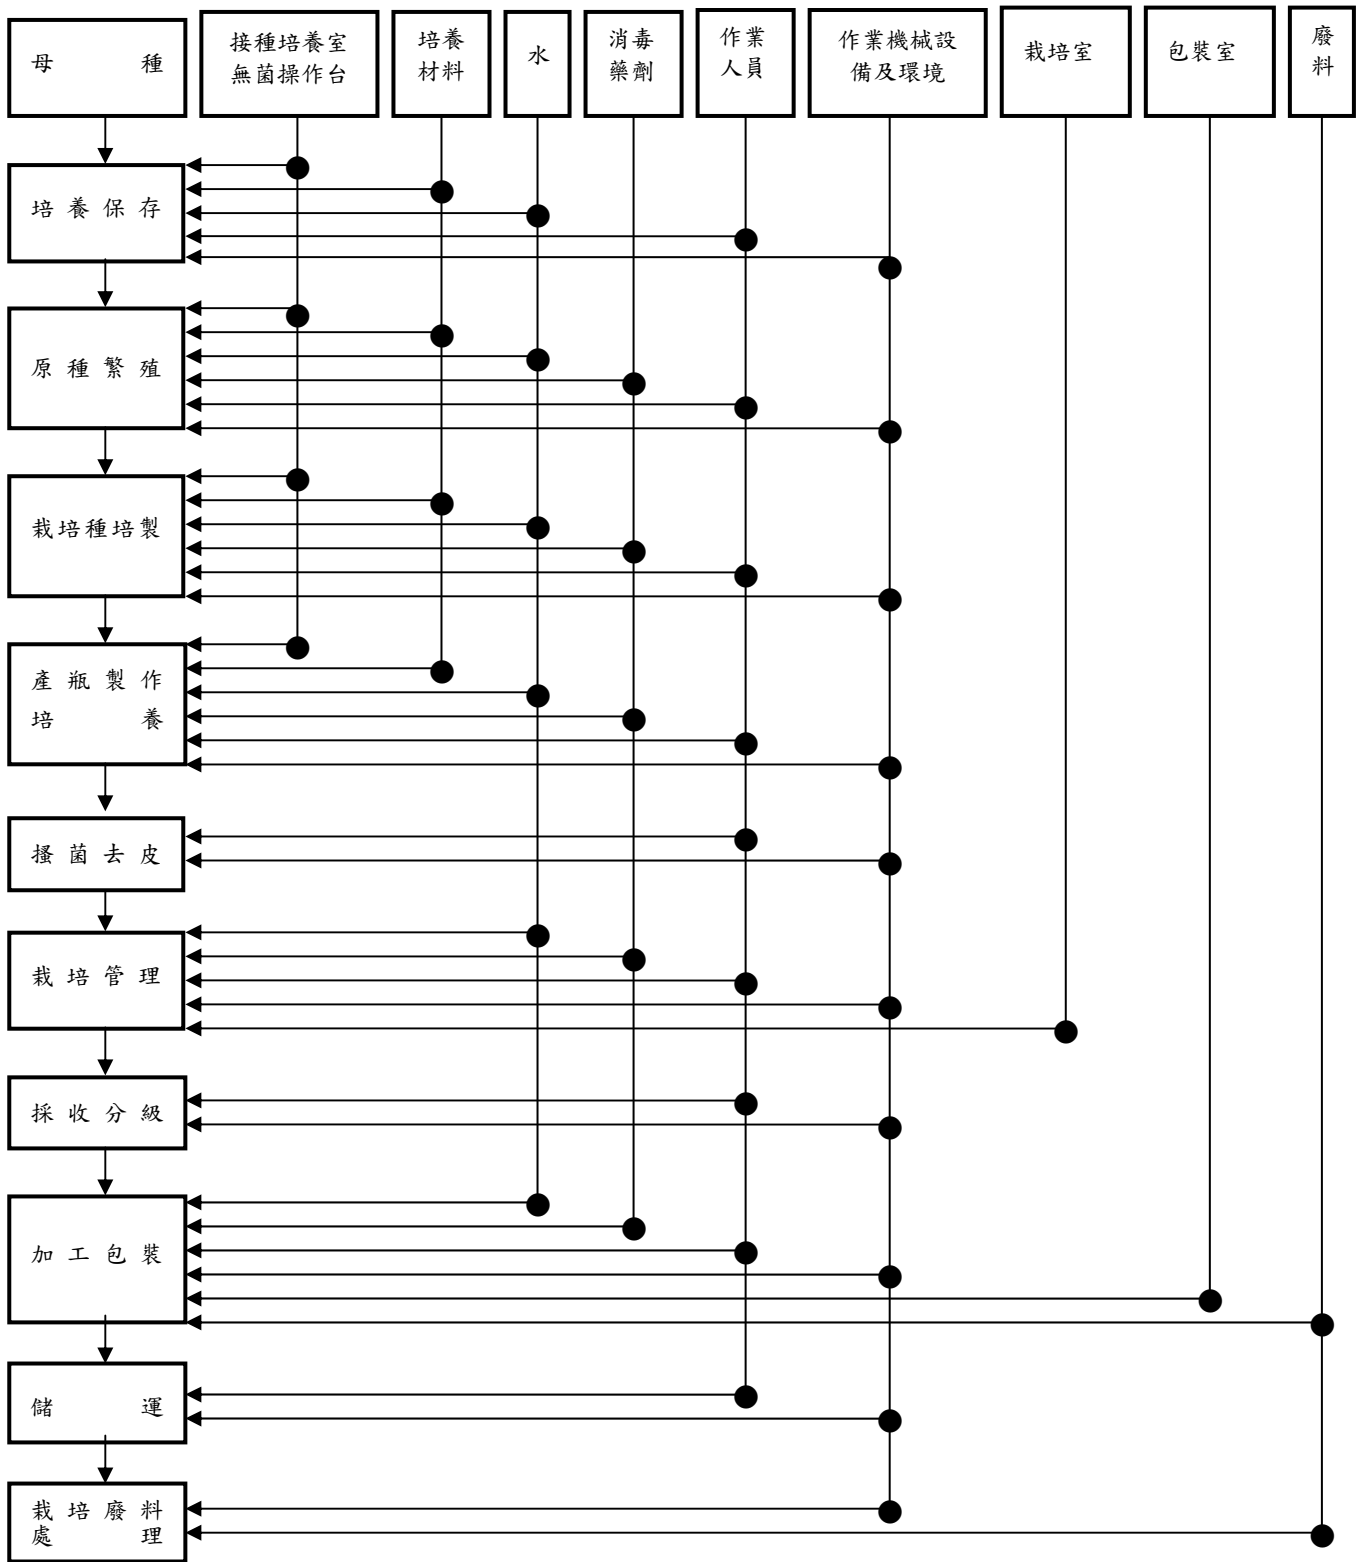 母種
接種培養室
無菌操作台
培養
材料
水
消毒
藥劑
作業
人員
作業機械設
備及環境
栽培室
包裝室
廢
料
培養保存
原種繁殖
栽培種培製
產瓶製作
培養
搔菌去皮
栽培管理
採收分級
加工包裝
儲運
栽培廢料
處理